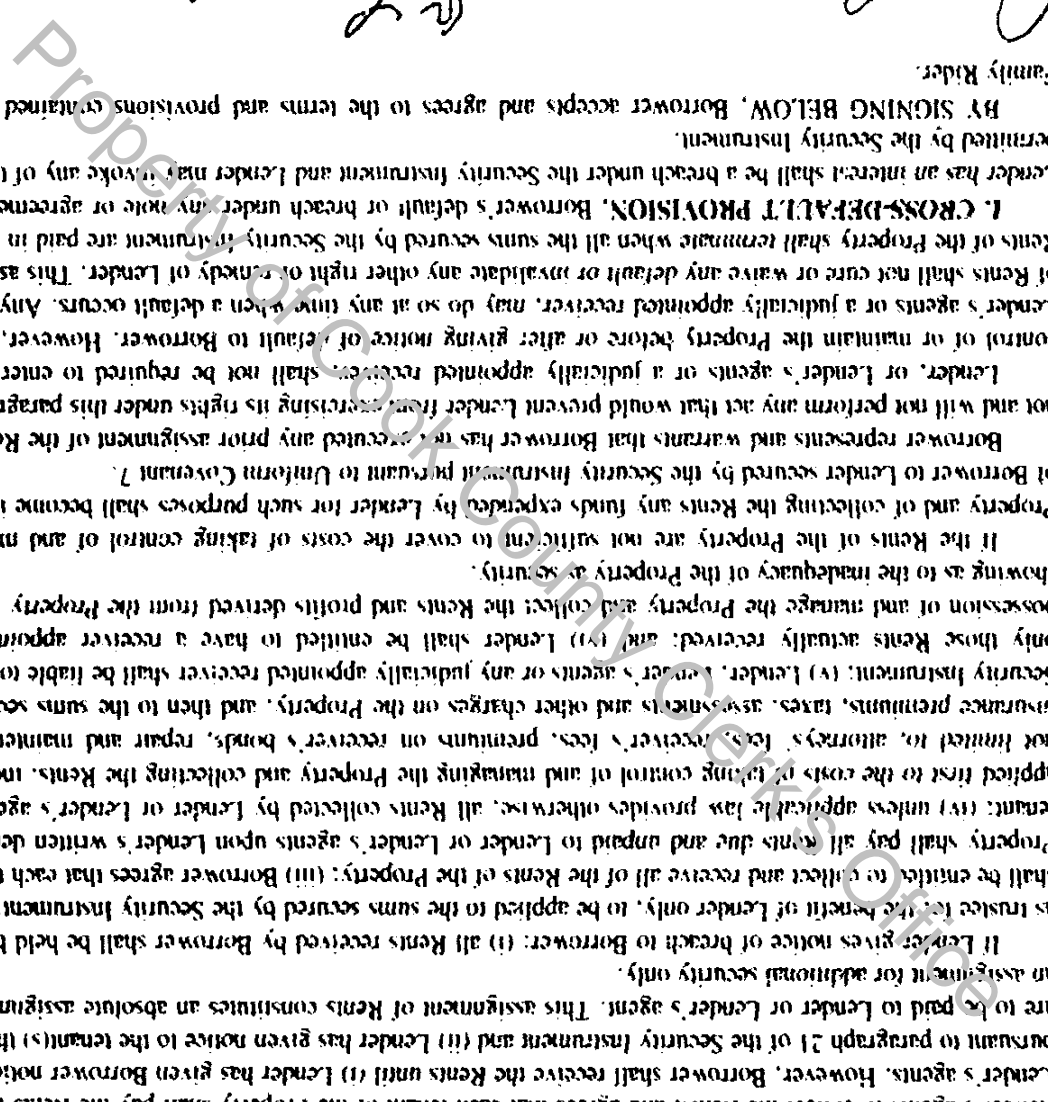 Lender's agents. However, Borrower shall receive the Rents until (i) Lender has given Borrower notic
pursuant to paragraph 21 of the Security Instrument and (ii) Lender has given notice to the tenant(s) th
are to be paid to Lender or Lender's agent. This assignment of Rents constitutes an absolute assignm
an assignment for additional security only.
If Lender gives notice of breach to Borrower: (i) all Rents received by Borrower shall be held b
as trustee for the benefit of Lender only, to be applied to the sums secured by the Security Instrument
shall be entitled to collect and receive all of the Rents of the Property; (iii) Borrower agrees that each t
Property shall pay all Rents due and unpaid to Lender or Lender's agents upon Lender's written de
tenant; (iv) unless applicable law provides otherwise, all Rents collected by Lender or Lender's age
applied first to the costs of taking control of and managing the Property and collecting the Rents, inc
not limited to, attorneys' fees, receiver's fees, premiums on receiver's bonds, repair and mainten
insurance premiums, taxes, assessments and other charges on the Property, and then to the sums sec
Security Instrument; (v) Lender, Lender's agents or any judicially appointed receiver shall be liable to
only those Rents actually received; and (vi) Lender shall be entitled to have a receiver appoin
possession of and manage the Property and collect the Rents and profits derived from the Property
showing as to the inadequacy of the Property as security.
If the Rents of the Property are not sufficient to cover the costs of taking control of and m
Property and of collecting the Rents any funds expended by Lender for such purposes shall become i
of Borrower to Lender secured by the Security Instrument pursuant to Uniform Covenant 7.
Borrower represents and warrants that Borrower has not executed any prior assignment of the Re
not and will not perform any act that would prevent Lender from exercising its rights under this paragr
Lender, or Lender's agents or a judicially appointed receiver, shall not be required to enter
control of or maintain the Property before or after giving notice of default to Borrower. However,
Lender's agents or a judicially appointed receiver, may do so at any time when a default occurs. Any
of Rents shall not cure or waive any default or invalidate any other right or remedy of Lender. This as
Rents of the Property shall terminate when all the sums secured by the Security Instrument are paid in
I. CROSS-DEFAULT PROVISION. Borrower's default or breach under any note or agreeme
Lender has an interest shall be a breach under the Security Instrument and Lender may invoke any of t
permitted by the Security Instrument.
BY SIGNING BELOW, Borrower accepts and agrees to the terms and provisions contained
Family Rider.
Property of Cook County Clerk's Office